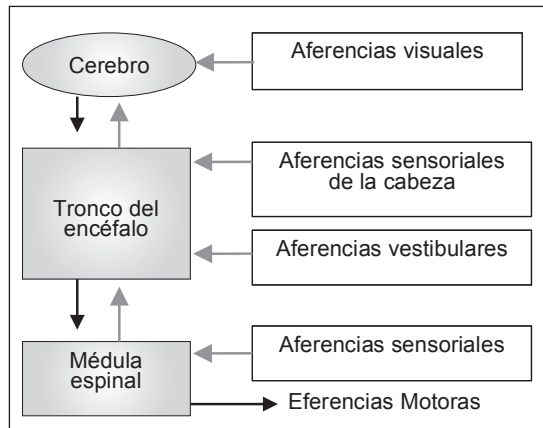 Cerebro
Aferencias visuales
Aferencias sensoriales
de la cabeza
Tronco del
encéfalo
Aferencias vestibulares
Médula
espinal
Aferencias sensoriales
Eferencias Motoras